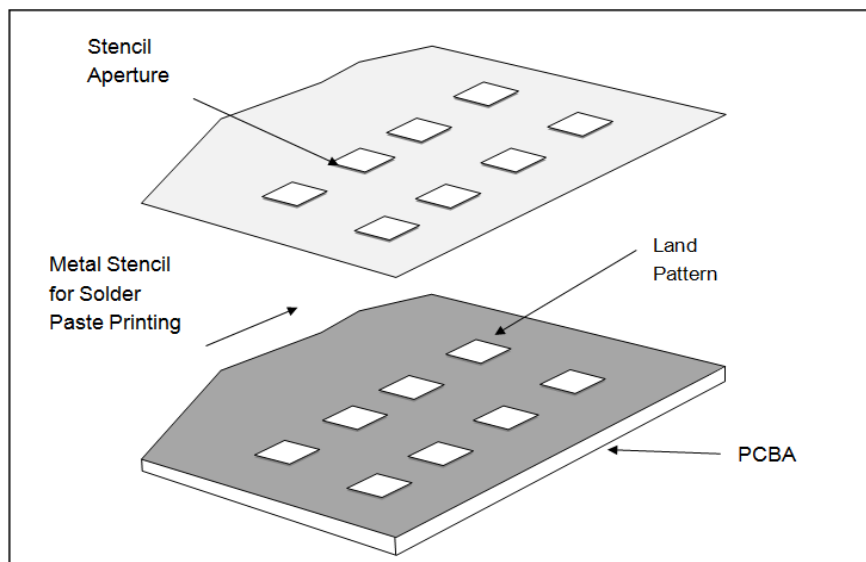 Stencil
Aperture
Land
Pattern
Metal Stencil
for Solder
Paste Printing
PCBA